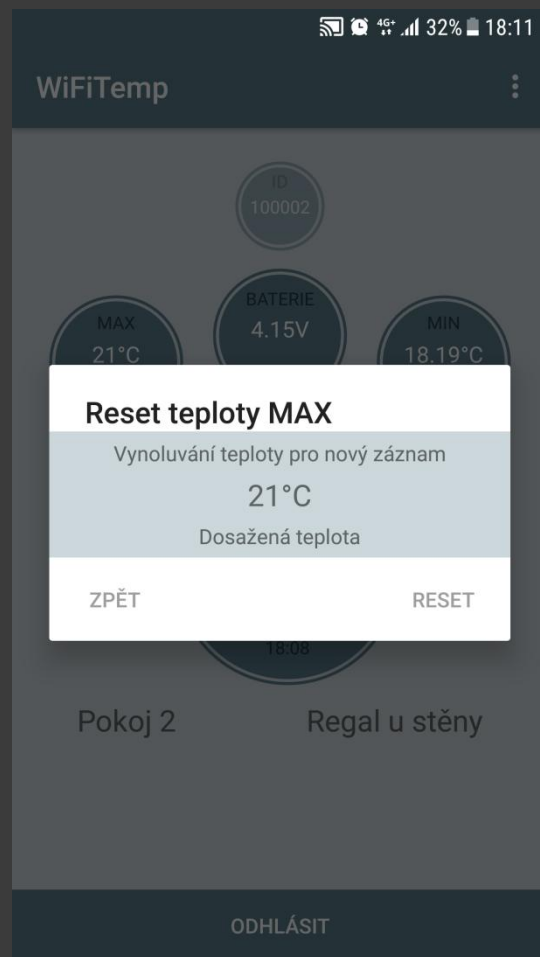 4G+ 32% 18:11
WiFiTemp
ID
100002
BATERIE
4.15V
MAX
21°C
MIN
18.19°C
Reset teploty MAX
Vynoluvání teploty pro nový záznam
21°C
Dosažená teplota
ZPĚT RESET
18:08
Pokoj 2 Regal u stěny
ODHLÁSIT